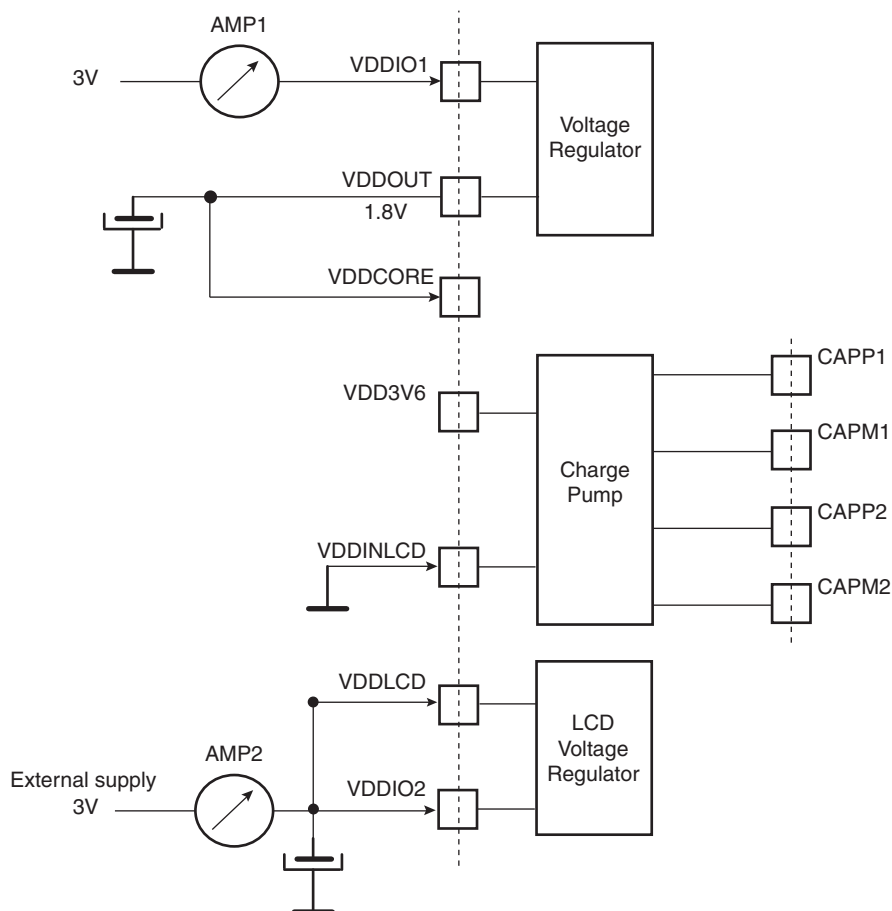 AMP1
3V
VDDIO1
Voltage
Regulator
VDDOUT
1.8V
VDDCORE
VDD3V6
CAPP1
CAPM1
Charge
Pump
CAPP2
VDDINLCD
CAPM2
VDDLCD
LCD
Voltage
Regulator
AMP2
External supply
3V
VDDIO2